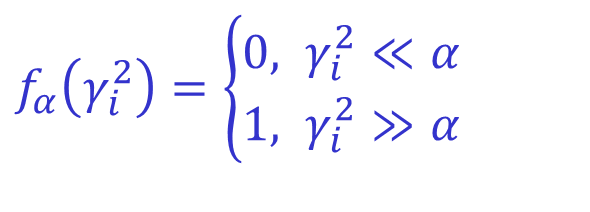 f_α(γ_i^2) = {0, γ_i^2 ≪ α
1, γ_i^2 ≫ α